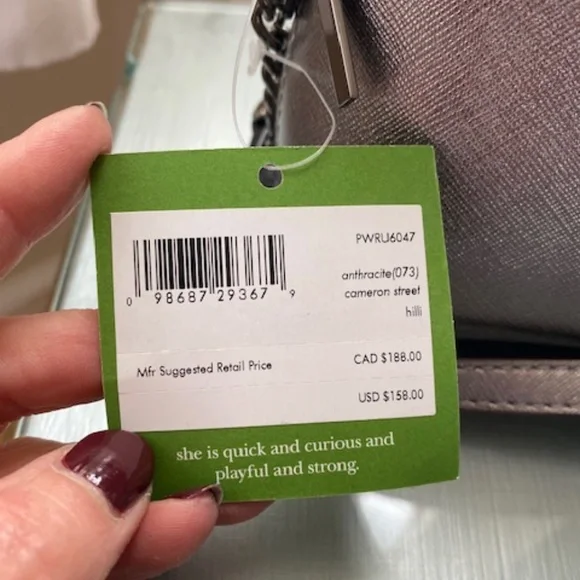 PWRU6047
anthracite(073)
cameron street
hilli
0 98687 29367 9
Mfr Suggested Retail Price
CAD $188.00
USD $158.00
she is quick and curious and
playful and strong.